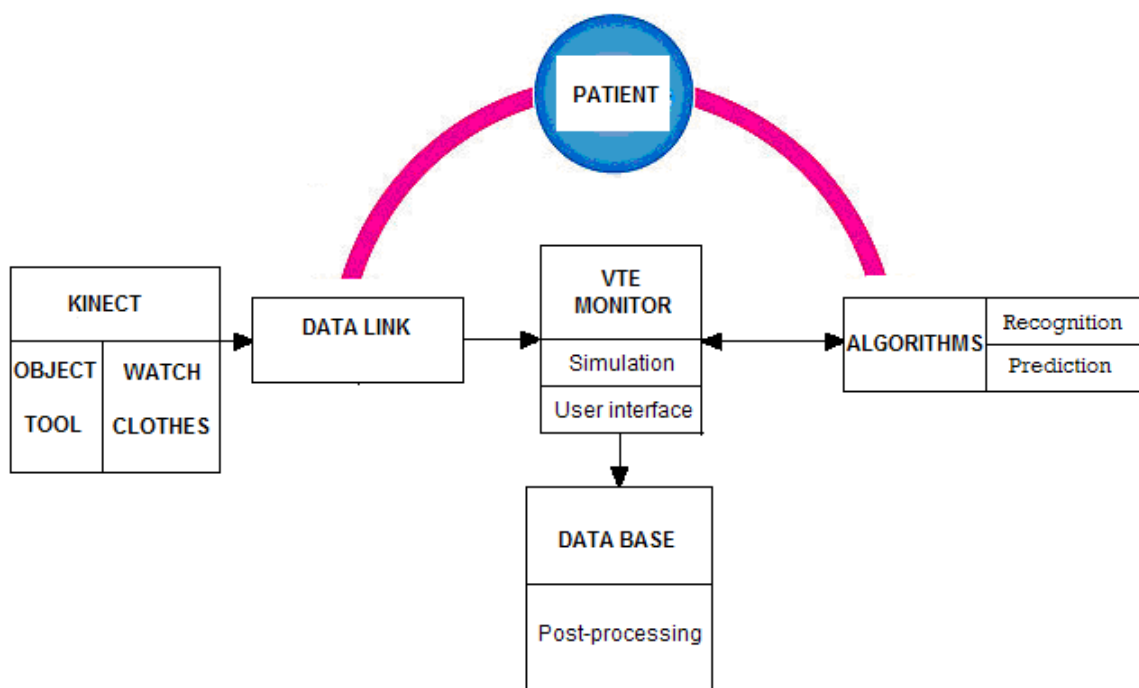 PATIENT
KINECT
OBJECT
TOOL
WATCH
CLOTHES
DATA LINK
VTE
MONITOR
Simulation
User interface
ALGORITHMS
Recognition
Prediction
DATA BASE
Post-processing